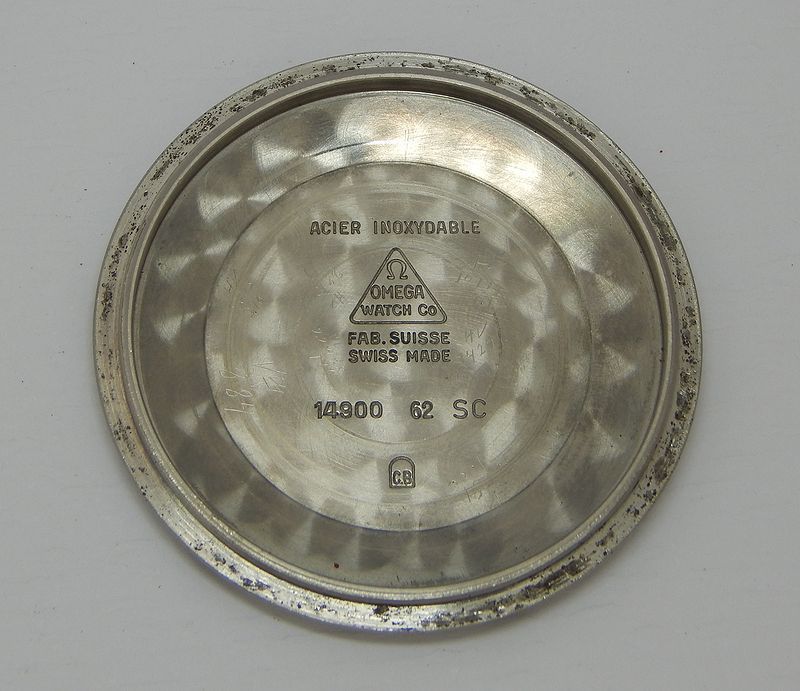 ACIER INOXYDABLE
Ω
OMEGA
WATCH Co
FAB. SUISSE
SWISS MADE
14900 62 SC
C.B